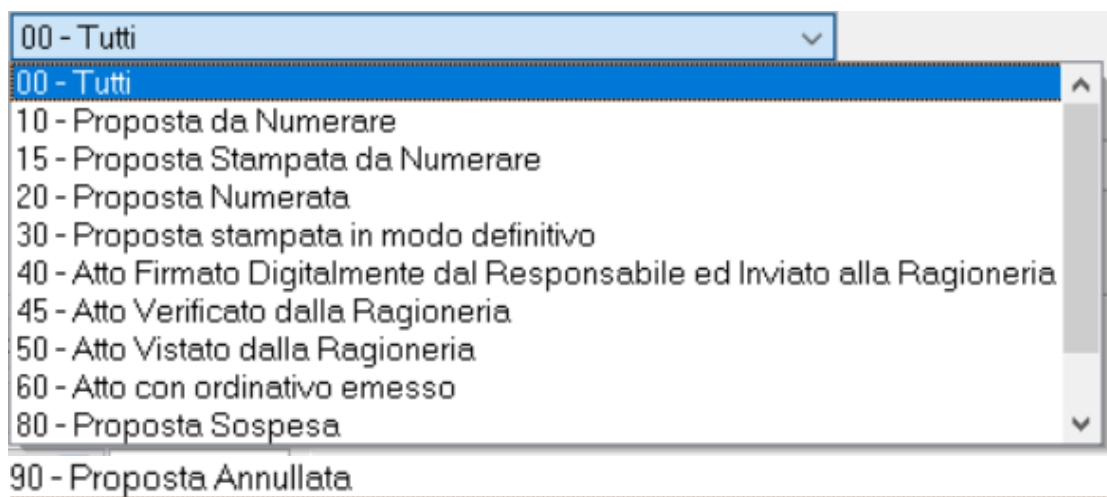 00 - Tutti
00 - Tutti
10 - Proposta da Numerare
15 - Proposta Stampata da Numerare
20 - Proposta Numerata
30 - Proposta stampata in modo definitivo
40 - Atto Firmato Digitalmente dal Responsabile ed Inviato alla Ragioneria
45 - Atto Verificato dalla Ragioneria
50 - Atto Vistato dalla Ragioneria
60 - Atto con ordinativo emesso
80 - Proposta Sospesa
90 - Proposta Annullata